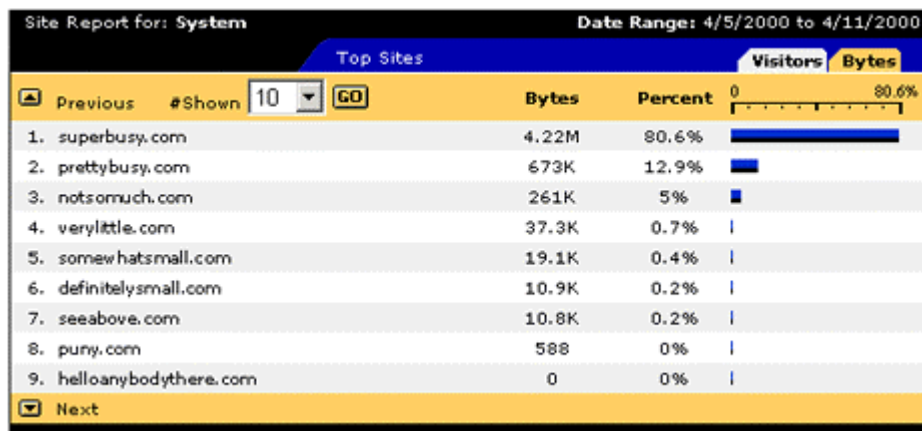 Site Report for: System Date Range: 4/5/2000 to 4/11/2000
Top Sites Visitors Bytes
Previous #Shown 10 GO Bytes Percent 0 80.6%
1. superbusy.com 4.22M 80.6%
2. prettybusy.com 673K 12.9%
3. notsomuch.com 261K 5%
4. verylittle.com 37.3K 0.7%
5. somewhatsmall.com 19.1K 0.4%
6. definitelysmall.com 10.9K 0.2%
7. seeabove.com 10.8K 0.2%
8. puny.com 588 0%
9. helloanybodythere.com 0 0%
Next